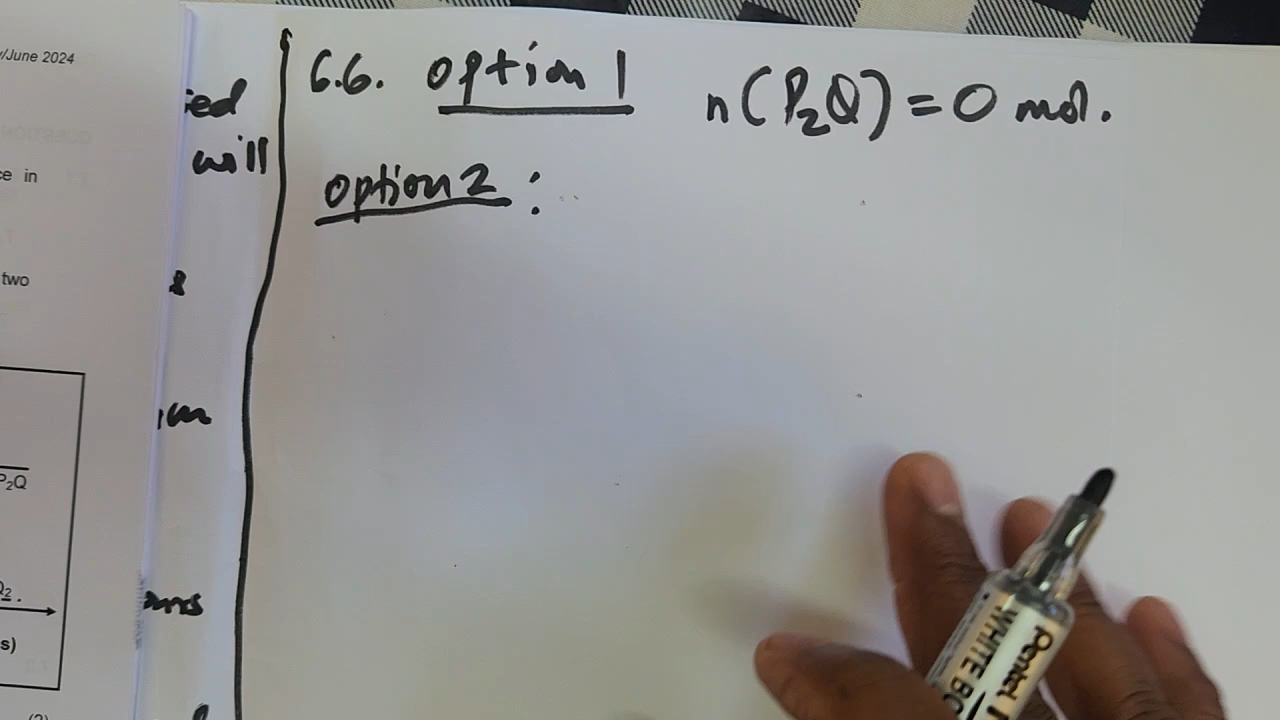 /June 2024
ce in
two
P₂Q
Q₂.
s)
ied
will
ons
6.6. option 1 n(P₂Q) = 0 mol.
option 2 :
Pentel
WHITE BO